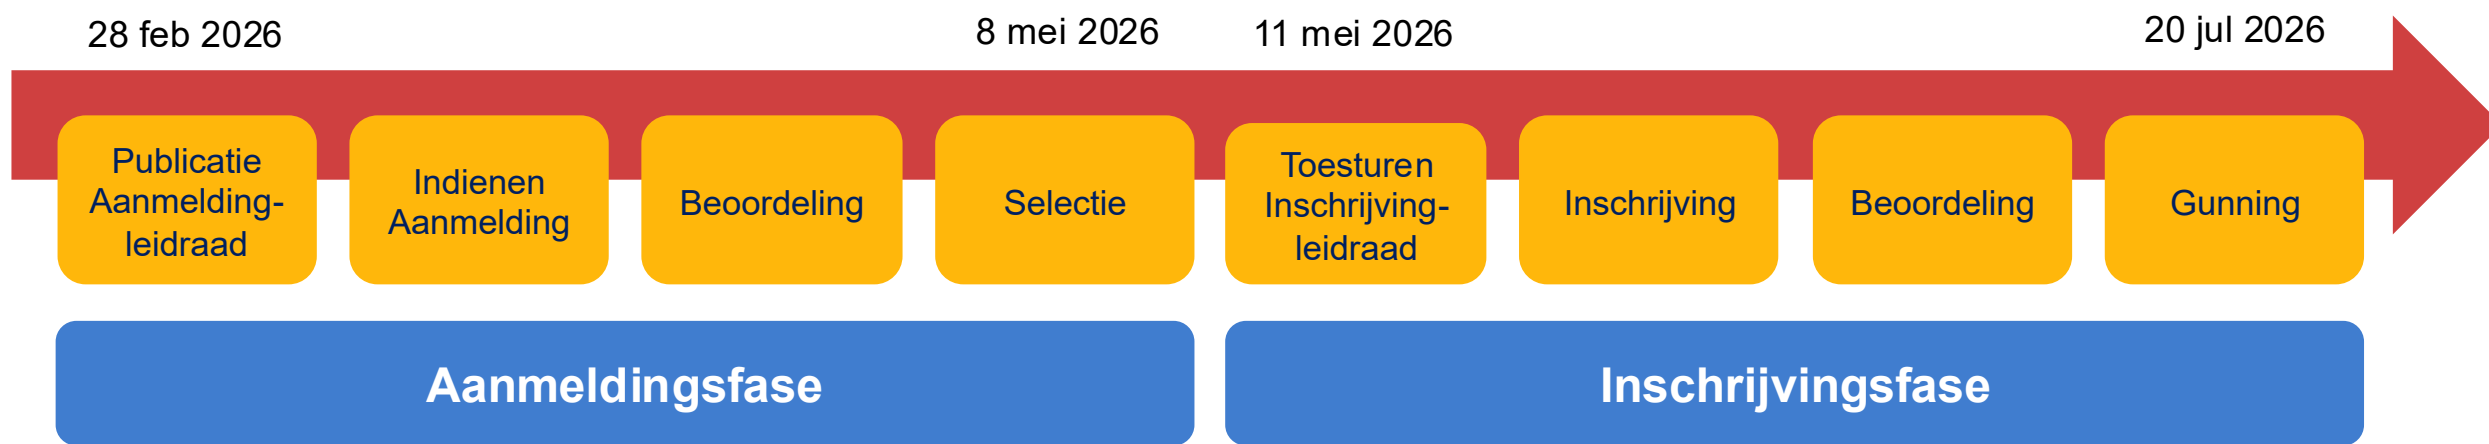 28 feb 2026
8 mei 2026
11 mei 2026
20 jul 2026
Publicatie
Aanmelding-
leidraad
Indienen
Aanmelding
Beoordeling
Selectie
Toesturen
Inschrijving-
leidraad
Inschrijving
Beoordeling
Gunning
Aanmeldingsfase
Inschrijvingsfase